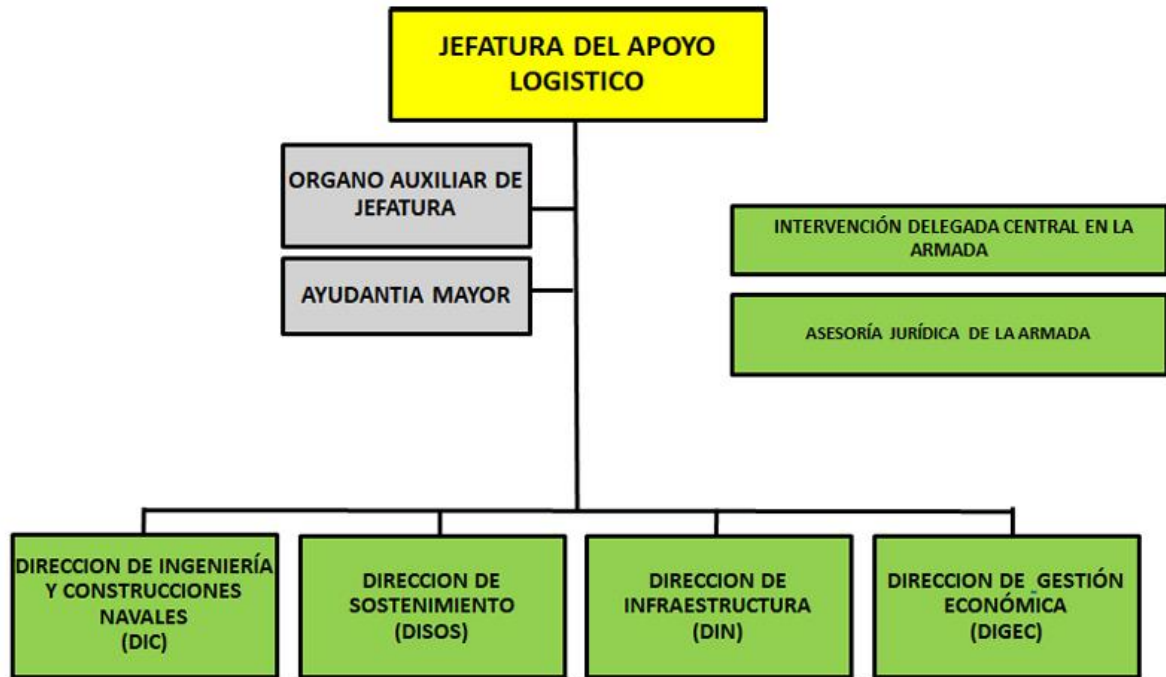 JEFATURA DEL APOYO
LOGISTICO
ORGANO AUXILIAR DE
JEFATURA
AYUDANTIA MAYOR
INTERVENCIÓN DELEGADA CENTRAL EN LA
ARMADA
ASESORÍA JURÍDICA DE LA ARMADA
DIRECCION DE INGENIERÍA
Y CONSTRUCCIONES
NAVALES
(DIC)
DIRECCION DE
SOSTENIMIENTO
(DISOS)
DIRECCION DE
INFRAESTRUCTURA
(DIN)
DIRECCION DE GESTIÓN
ECONÓMICA
(DIGEC)